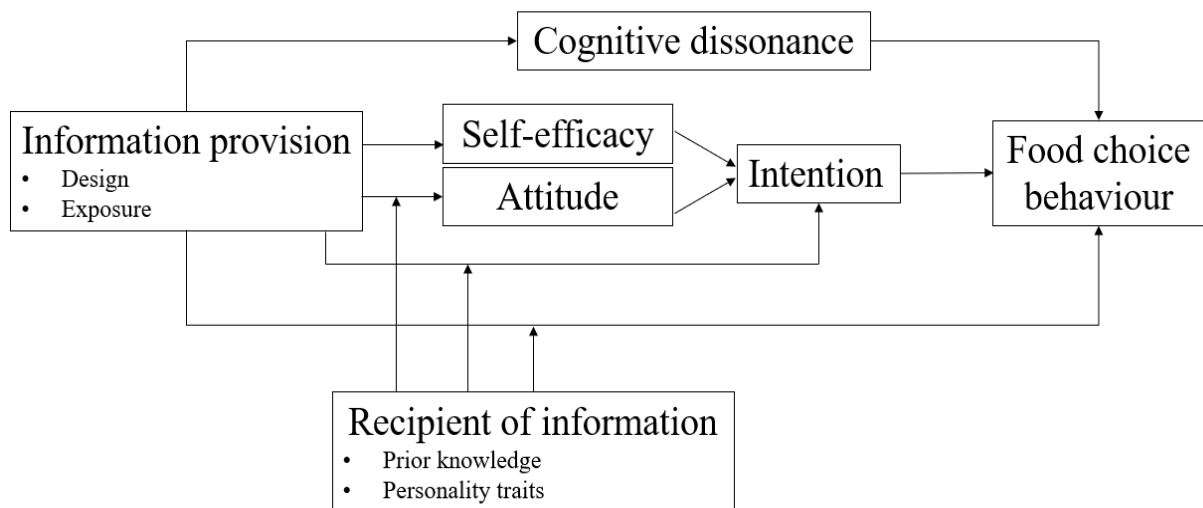 Cognitive dissonance
Information provision
• Design
• Exposure
Self-efficacy
Attitude
Intention
Food choice
behaviour
Recipient of information
• Prior knowledge
• Personality traits